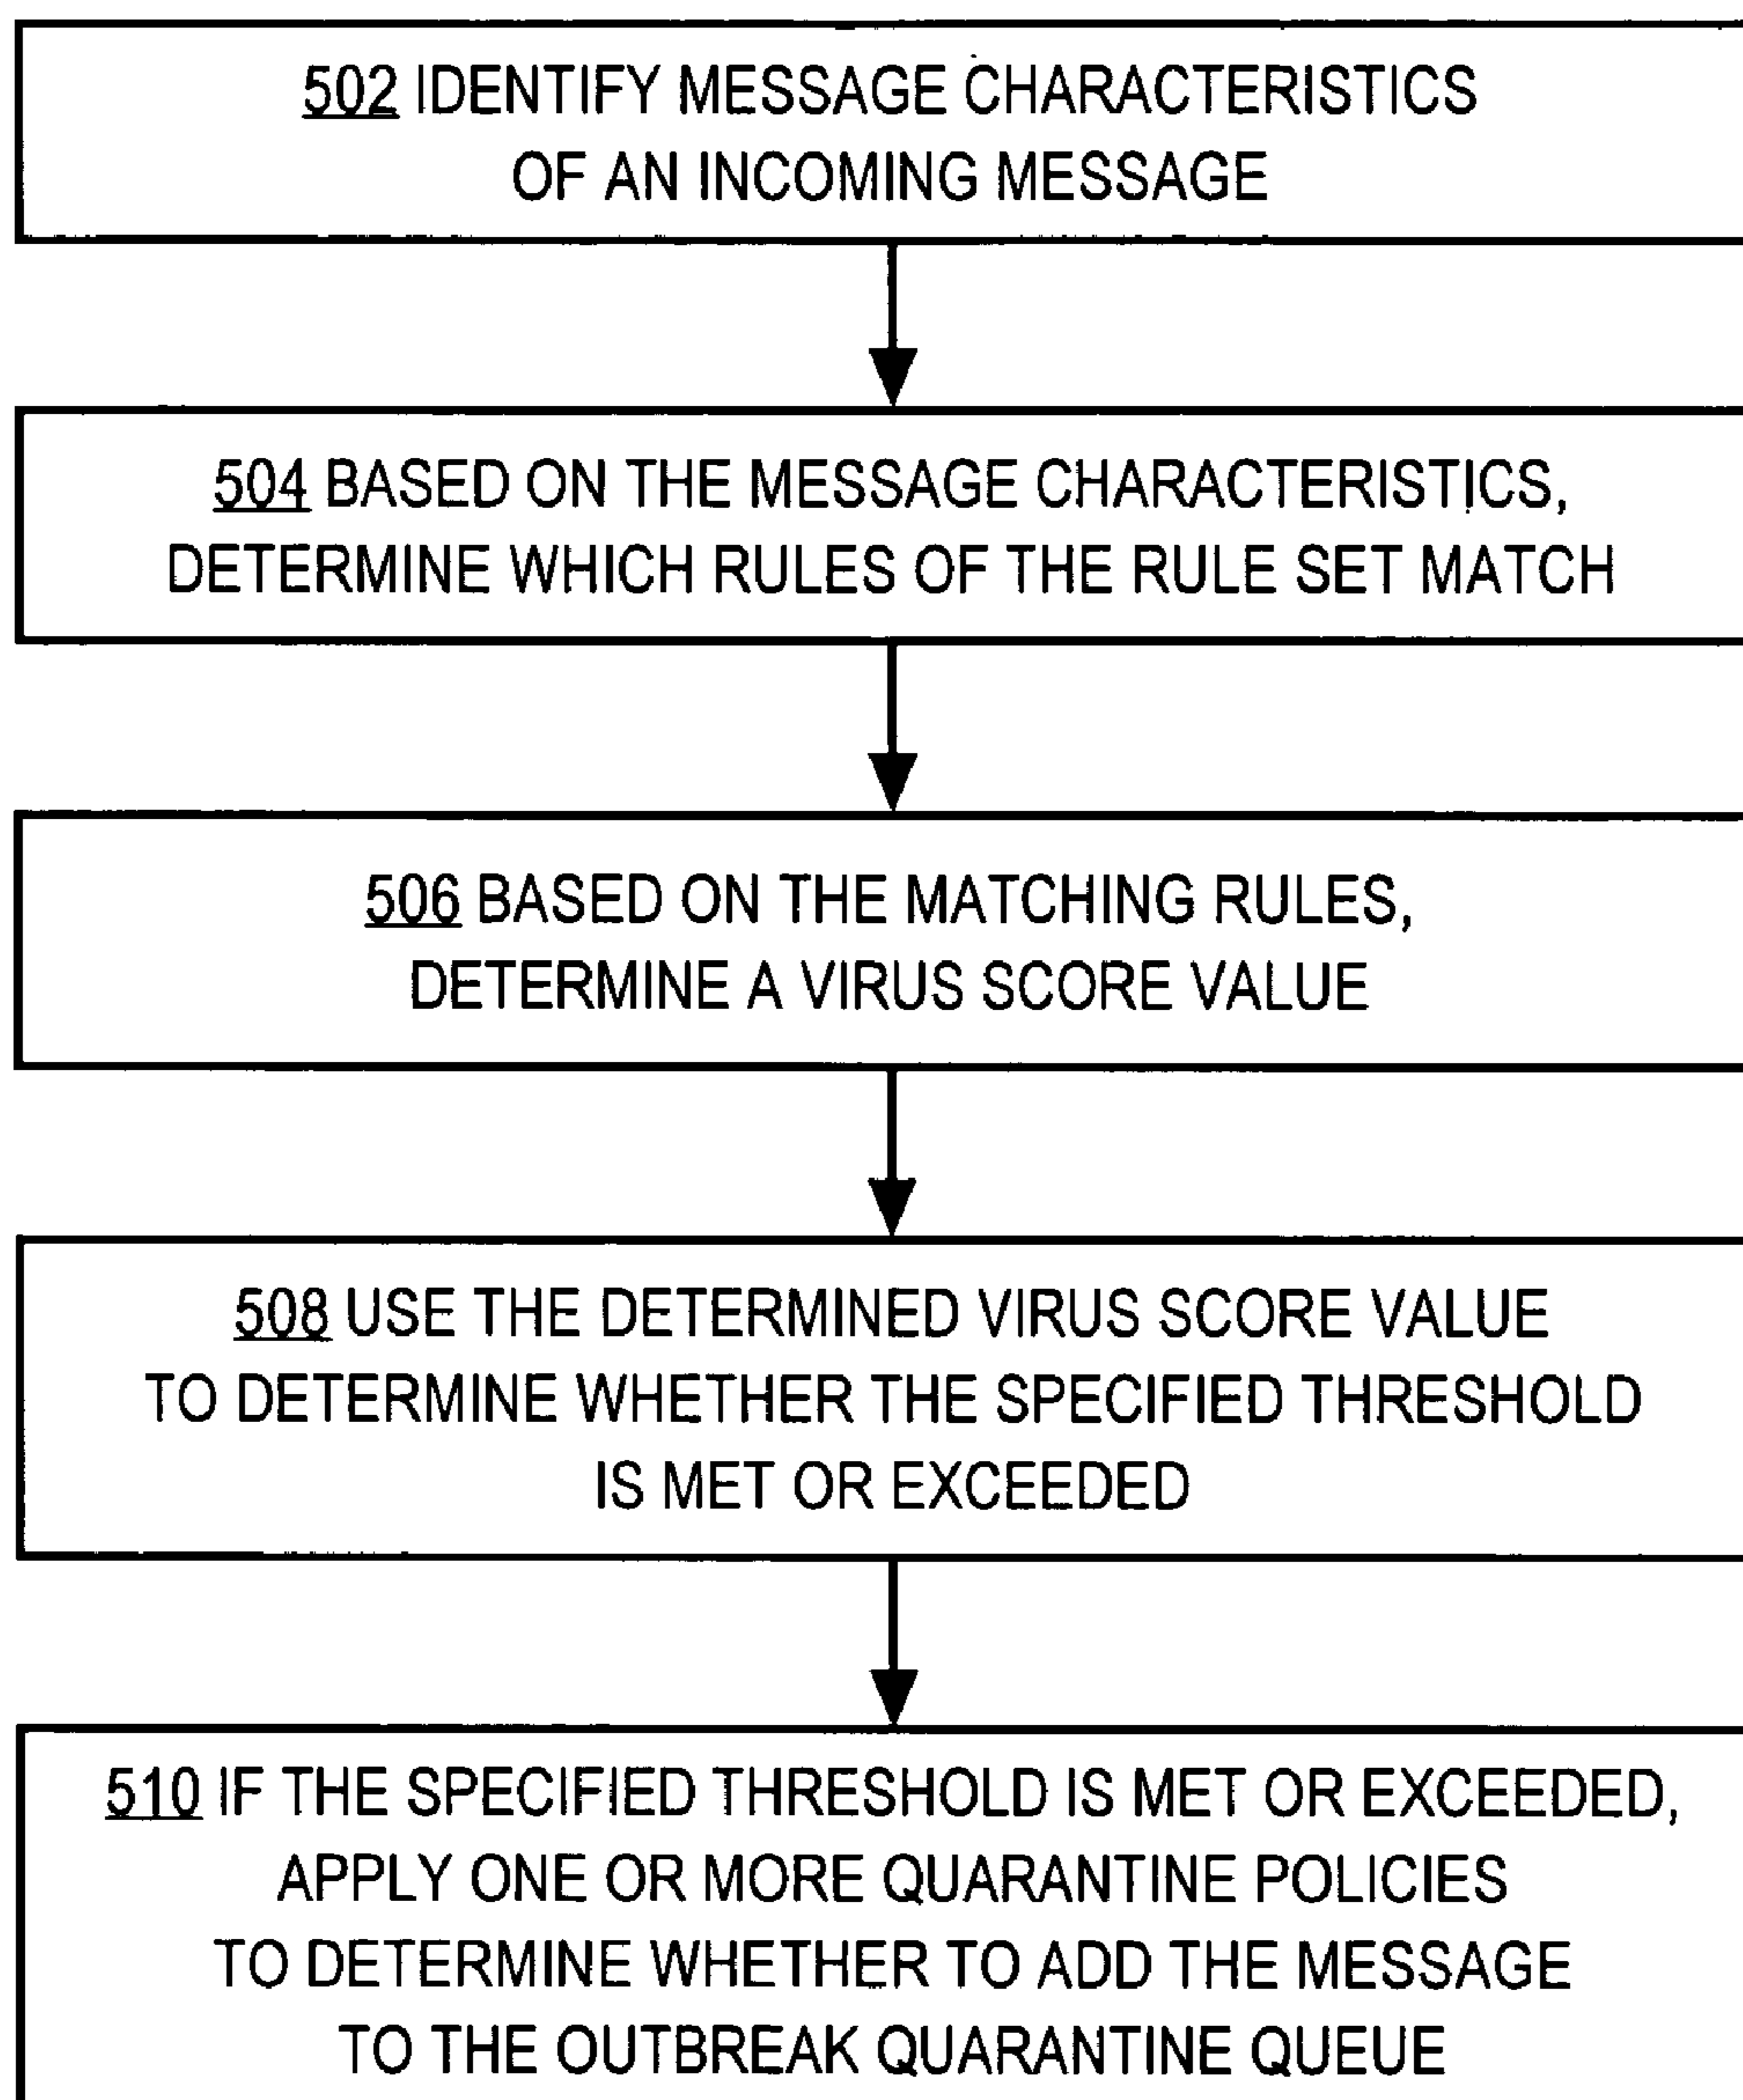 502 IDENTIFY MESSAGE CHARACTERISTICS
OF AN INCOMING MESSAGE
504 BASED ON THE MESSAGE CHARACTERISTICS,
DETERMINE WHICH RULES OF THE RULE SET MATCH
506 BASED ON THE MATCHING RULES,
DETERMINE A VIRUS SCORE VALUE
508 USE THE DETERMINED VIRUS SCORE VALUE
TO DETERMINE WHETHER THE SPECIFIED THRESHOLD
IS MET OR EXCEEDED
510 IF THE SPECIFIED THRESHOLD IS MET OR EXCEEDED,
APPLY ONE OR MORE QUARANTINE POLICIES
TO DETERMINE WHETHER TO ADD THE MESSAGE
TO THE OUTBREAK QUARANTINE QUEUE